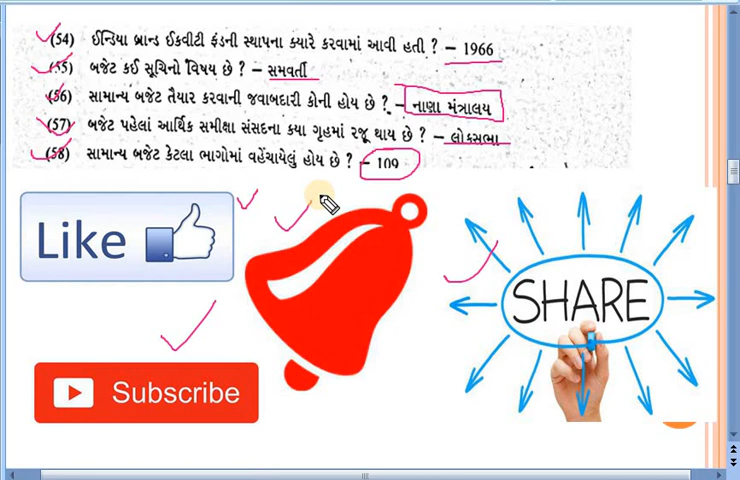 (54) ઈન્ડિયા બ્રાન્ડ ઈકવીટી ફંડની સ્થાપના ક્યારે કરવામાં આવી હતી ? – 1966
(55) બજેટ કઈ સૂચિનો વિષય છે ? – સમવર્તી
(56) સામાન્ય બજેટ તૈયાર કરવાની જવાબદારી કોની હોય છે ? – નાણા મંત્રાલય
(57) બજેટ પહેલાં આર્થિક સમીક્ષા સંસદના ક્યા ગૃહમાં રજૂ થાય છે ? – લોકસભા
(58) સામાન્ય બજેટ કેટલા ભાગોમાં વહેંચાયેલું હોય છે ? – 109
Like
SHARE
Subscribe